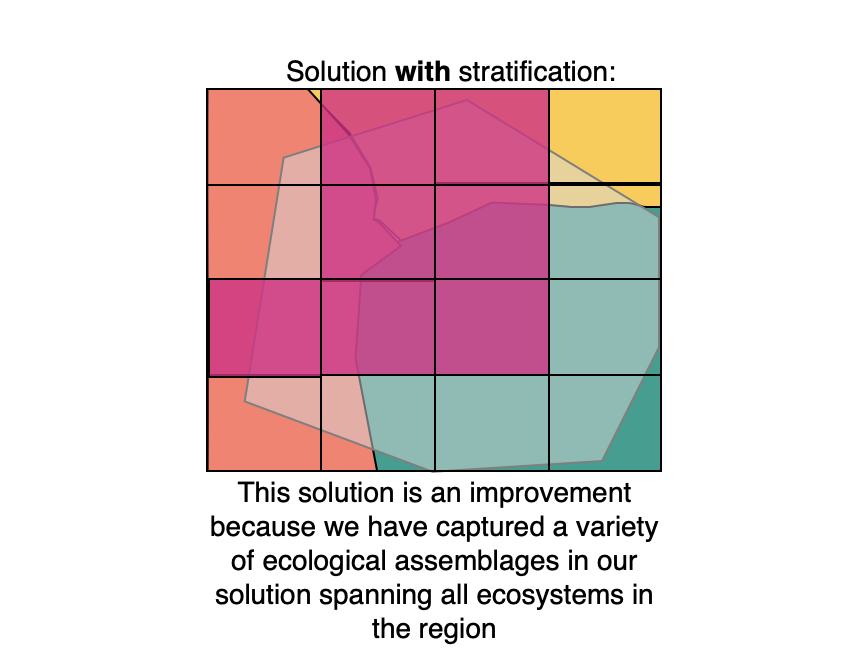 Solution with stratification:
This solution is an improvement
because we have captured a variety
of ecological assemblages in our
solution spanning all ecosystems in
the region